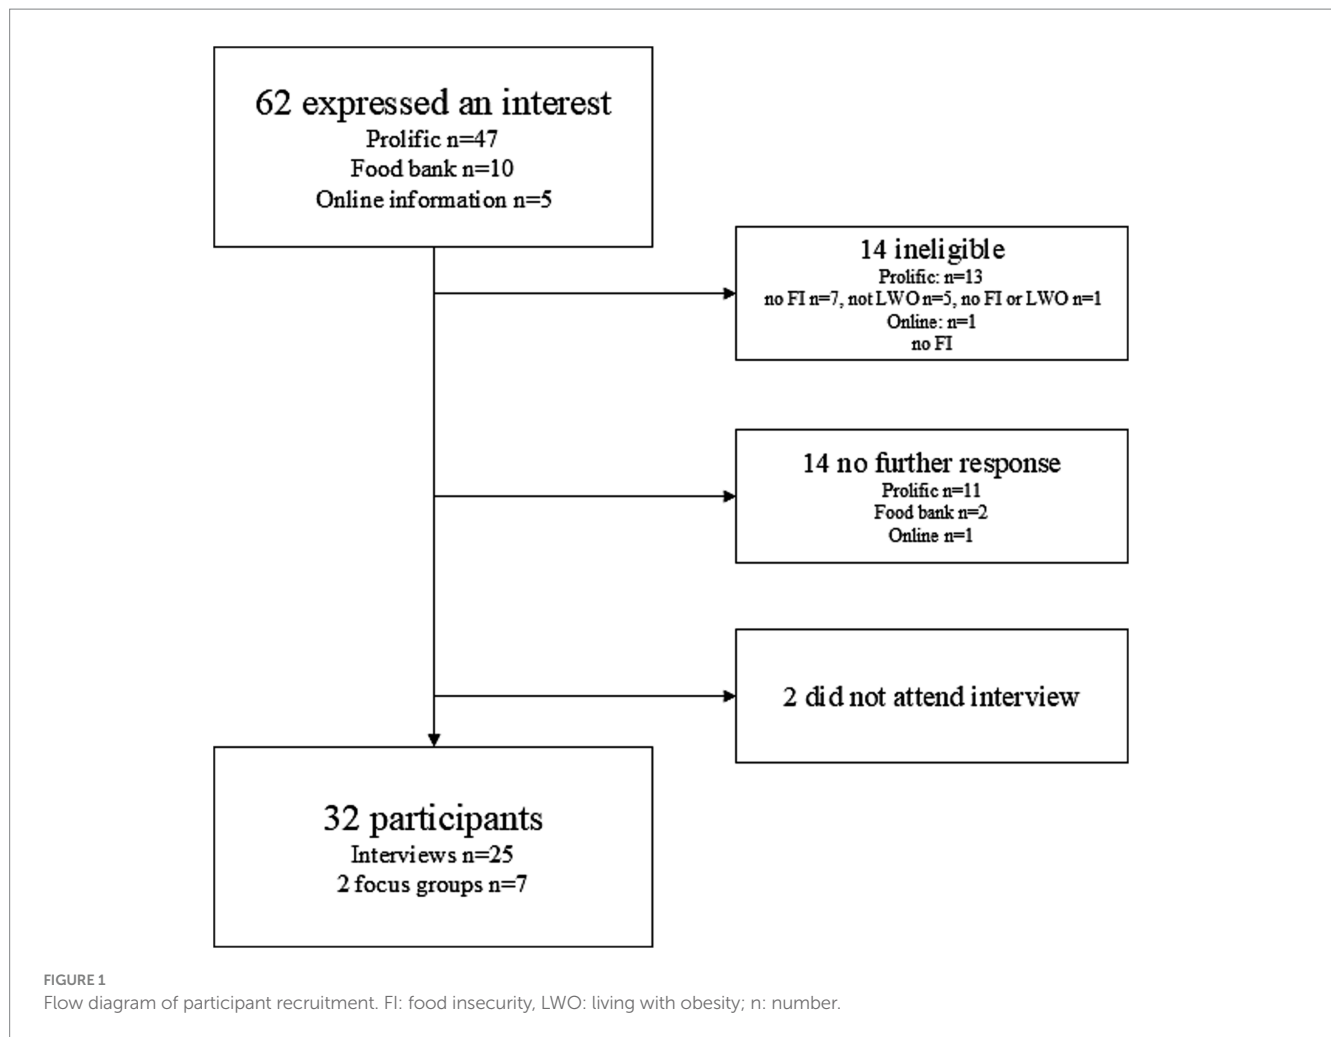 62 expressed an interest
Prolific n=47
Food bank n=10
Online information n=5
14 ineligible
Prolific: n=13
no FI n=7, not LWO n=5, no FI or LWO n=1
Online: n=1
no FI
14 no further response
Prolific n=11
Food bank n=2
Online n=1
2 did not attend interview
32 participants
Interviews n=25
2 focus groups n=7
FIGURE 1
Flow diagram of participant recruitment. FI: food insecurity, LWO: living with obesity; n: number.